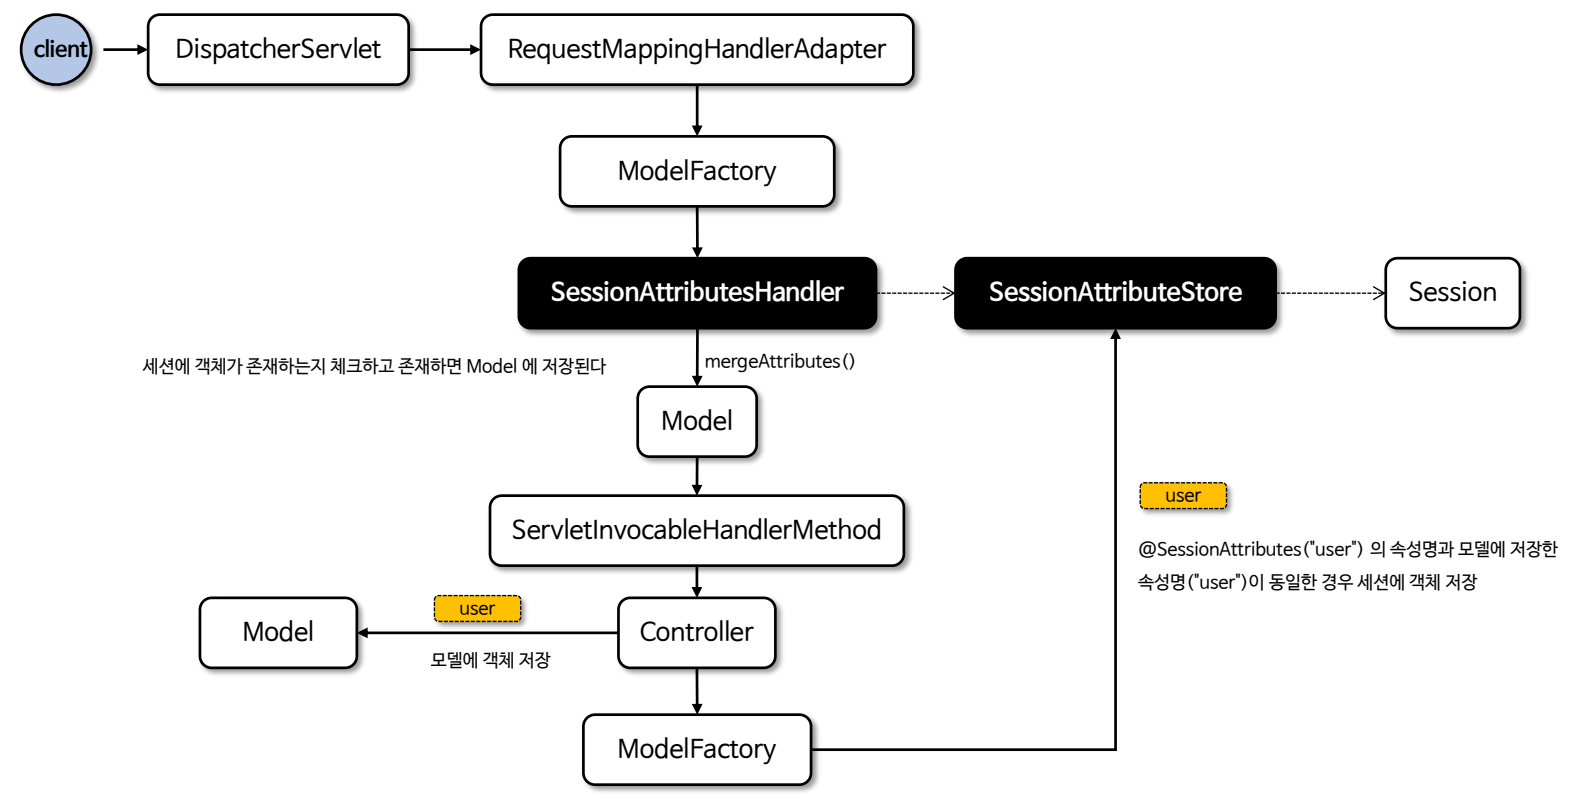 client
DispatcherServlet
RequestMappingHandlerAdapter
ModelFactory
SessionAttributesHandler
SessionAttributeStore
Session
세션에 객체가 존재하는지 체크하고 존재하면 Model 에 저장된다
mergeAttributes()
Model
ServletInvocableHandlerMethod
user
@SessionAttributes("user") 의 속성명과 모델에 저장한
속성명("user")이 동일한 경우 세션에 객체 저장
Model
user
모델에 객체 저장
Controller
ModelFactory